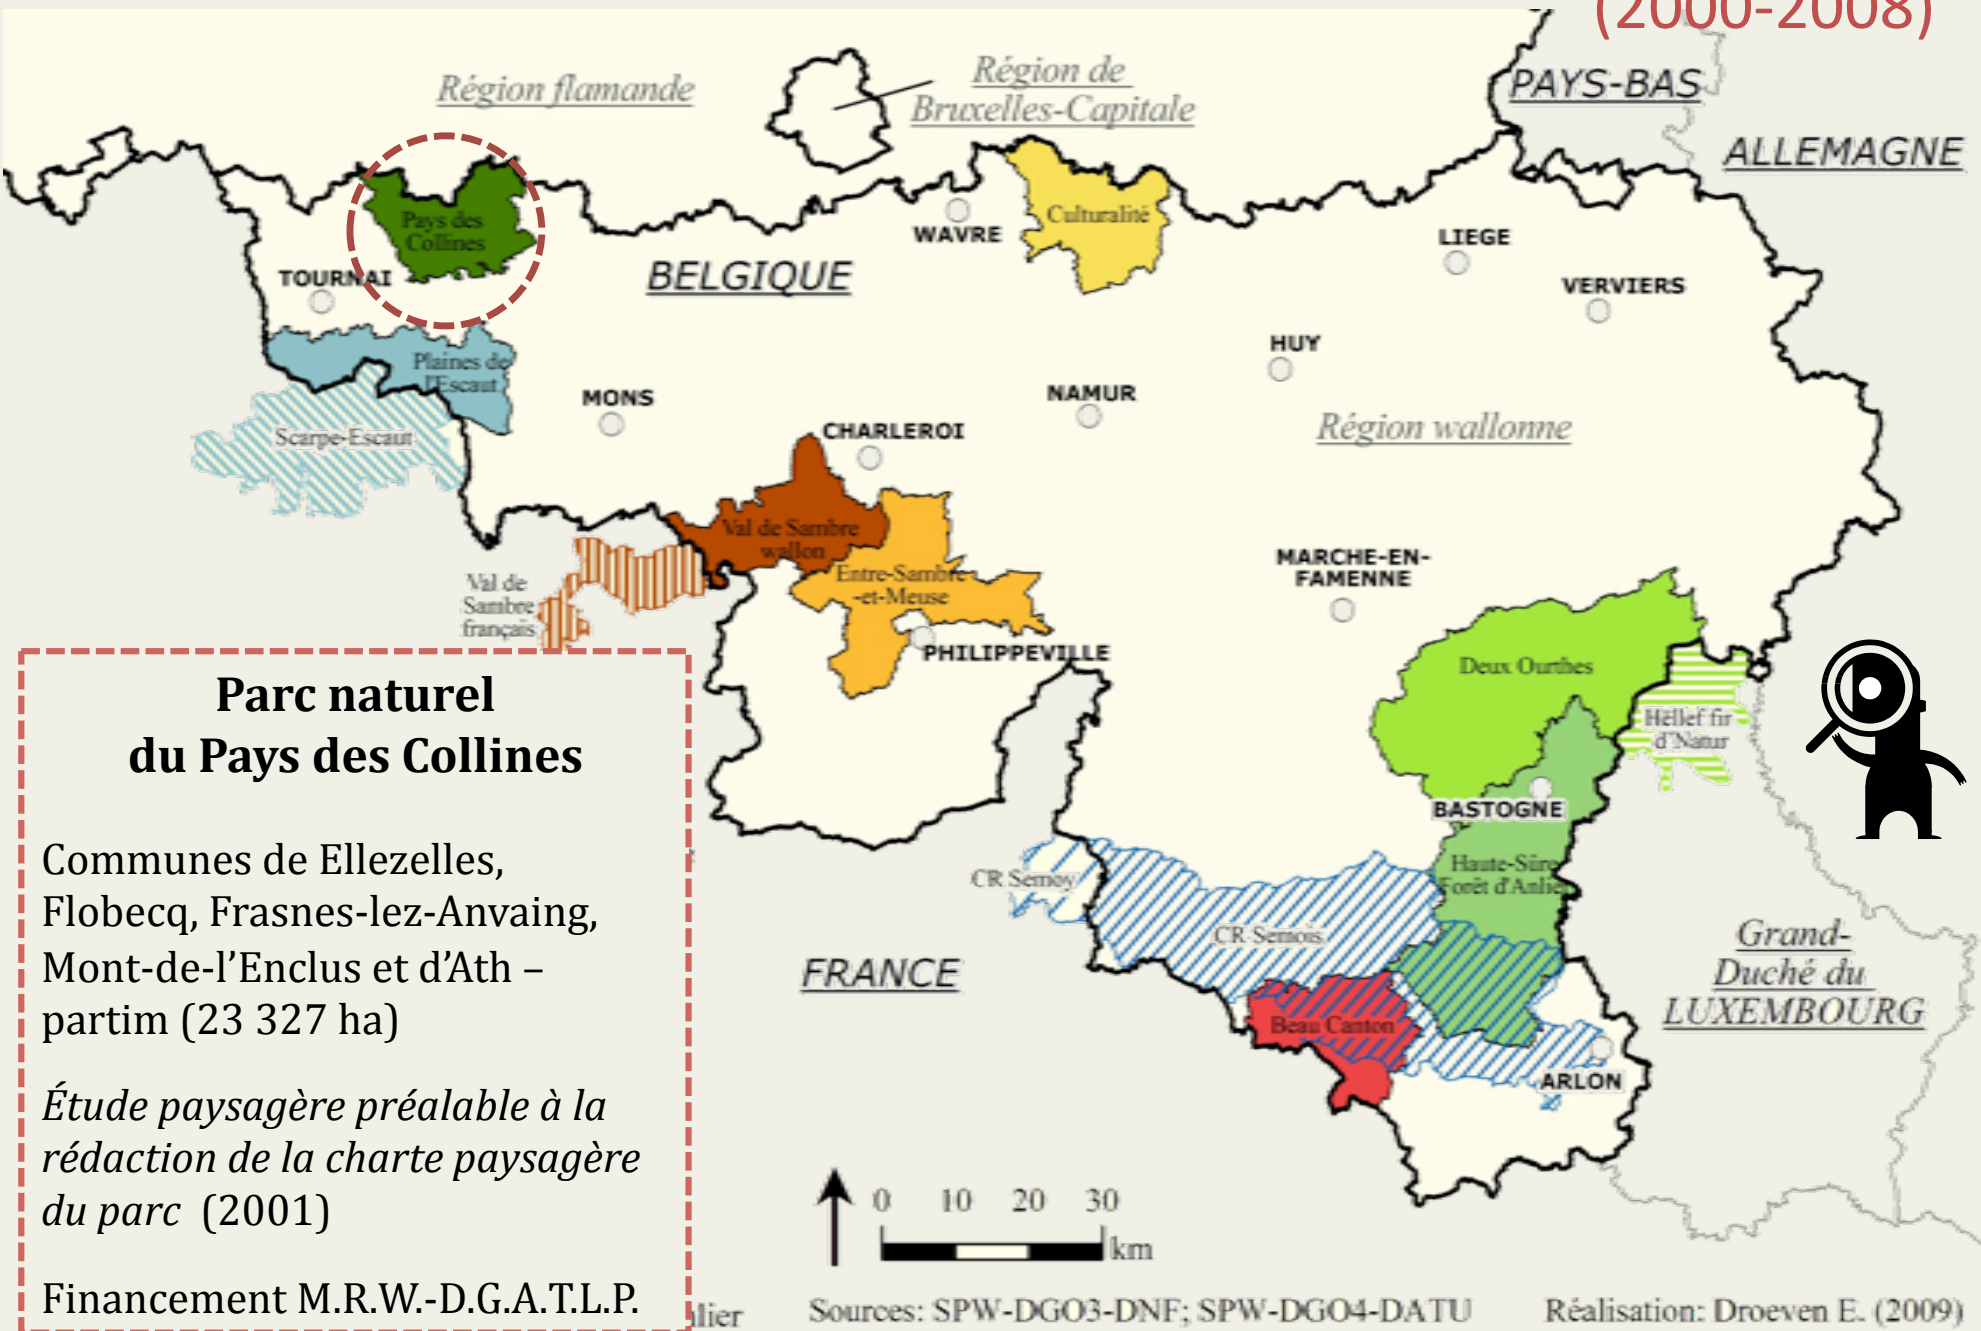 (2000-2008)
Région flamande
Région de
Bruxelles-Capitale
PAYS-BAS
ALLEMAGNE
Pays des
Collines
Culturalité
WAVRE
LIEGE
TOURNAI
BELGIQUE
VERVIERS
HUY
Plaines de
l'Escaut
MONS
NAMUR
Scarpe-Escaut
CHARLEROI
Région wallonne
Val de Sambre
wallon
Val de
Sambre
français
Entre-Sambre
-et-Meuse
MARCHE-EN-
FAMENNE
PHILIPPEVILLE
Deux Ourthes
Hëllef fir
d'Natur
BASTOGNE
Haute-Sûre
Forêt d'Anlier
CR Semoy
CR Semois
FRANCE
Grand-
Duché du
LUXEMBOURG
Beau Canton
ARLON
Parc naturel
du Pays des Collines
Communes de Ellezelles,
Flobecq, Frasnes-lez-Anvaing,
Mont-de-l'Enclus et d'Ath –
partim (23 327 ha)
Étude paysagère préalable à la
rédaction de la charte paysagère
du parc (2001)
Financement M.R.W.-D.G.A.T.L.P.
0 10 20 30
km
Sources: SPW-DGO3-DNF; SPW-DGO4-DATU
Réalisation: Droeven E. (2009)